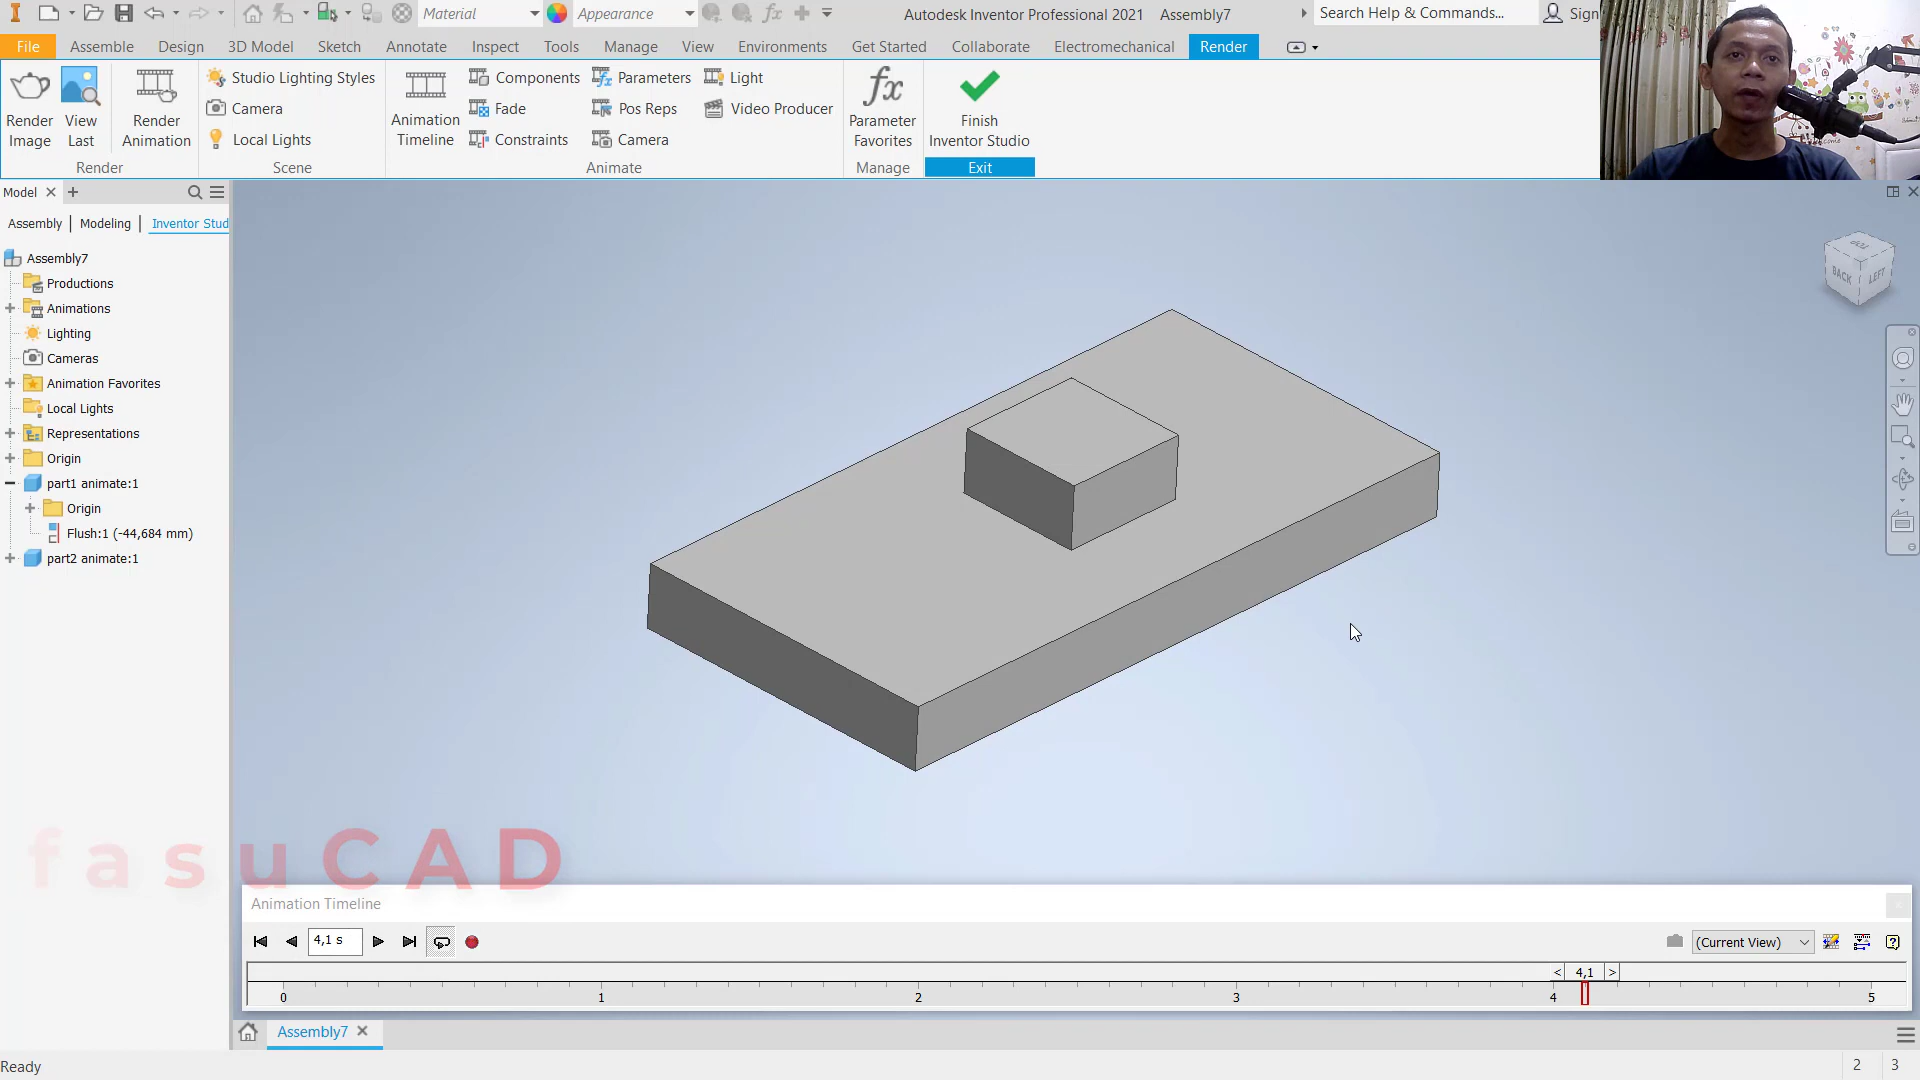 Material
Appearance
Autodesk Inventor Professional 2021 Assembly7
Search Help & Commands...
Sign
File Assemble Design 3D Model Sketch Annotate Inspect Tools Manage View Environments Get Started Collaborate Electromechanical Render
Render Image
View Last
Render Animation
Render
Studio Lighting Styles
Camera
Local Lights
Scene
Animation Timeline
Components
Fade
Constraints
Parameters
Pos Reps
Camera
Light
Video Producer
Animate
Parameter Favorites
Manage
Finish Inventor Studio
Exit
Model
Assembly Modeling Inventor Stud
Assembly7
Productions
Animations
Lighting
Cameras
Animation Favorites
Local Lights
Representations
Origin
part1 animate:1
Origin
Flush:1 (-44,684 mm)
part2 animate:1
TOP
BACK LEFT
fasuCAD
Animation Timeline
4,1 s
(Current View)
< 4,1 >
0 1 2 3 4 5
Assembly7
Ready
2 3